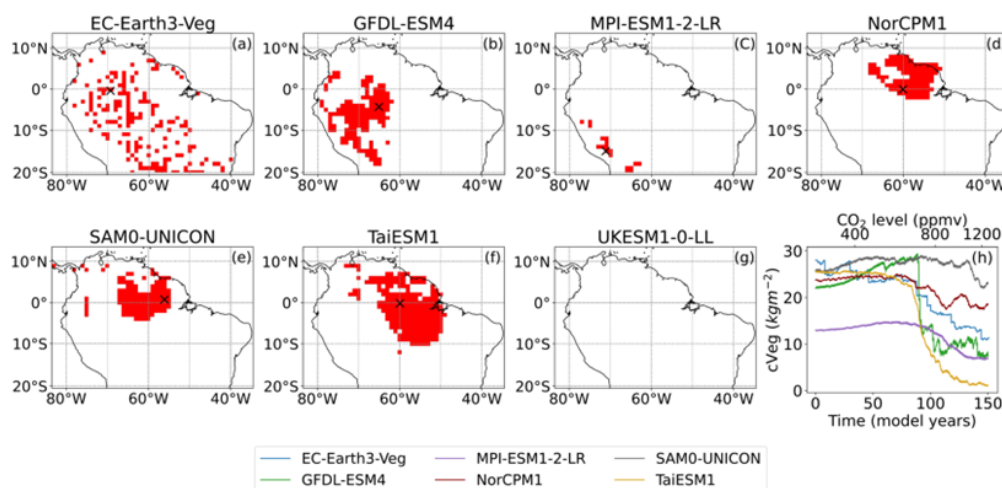 EC-Earth3-Veg GFDL-ESM4 MPI-ESM1-2-LR NorCPM1
10°N (a) 10°N (b) 10°N (C) 10°N (d)
0° 0° 0° 0°
10°S 10°S 10°S 10°S
20°S 20°S 20°S 20°S
80°W 60°W 40°W 80°W 60°W 40°W 80°W 60°W 40°W 80°W 60°W 40°W
CO₂ level (ppmv)
SAM0-UNICON TaiESM1 UKESM1-0-LL 400 800 1200
10°N (e) 10°N (f) 10°N (g) 30 (h)
0° 0° 0° 20
10°S 10°S 10°S 10
20°S 20°S 20°S 0
cVeg (kgm⁻²)
80°W 60°W 40°W 80°W 60°W 40°W 80°W 60°W 40°W 0 50 100 150
Time (model years)
EC-Earth3-Veg MPI-ESM1-2-LR SAM0-UNICON
GFDL-ESM4 NorCPM1 TaiESM1